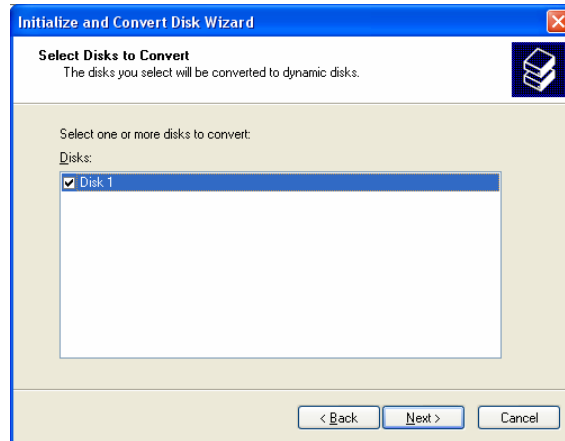 Initialize and Convert Disk Wizard
Select Disks to Convert
The disks you select will be converted to dynamic disks.
Select one or more disks to convert:
Disks:
Disk 1
< Back
Next >
Cancel